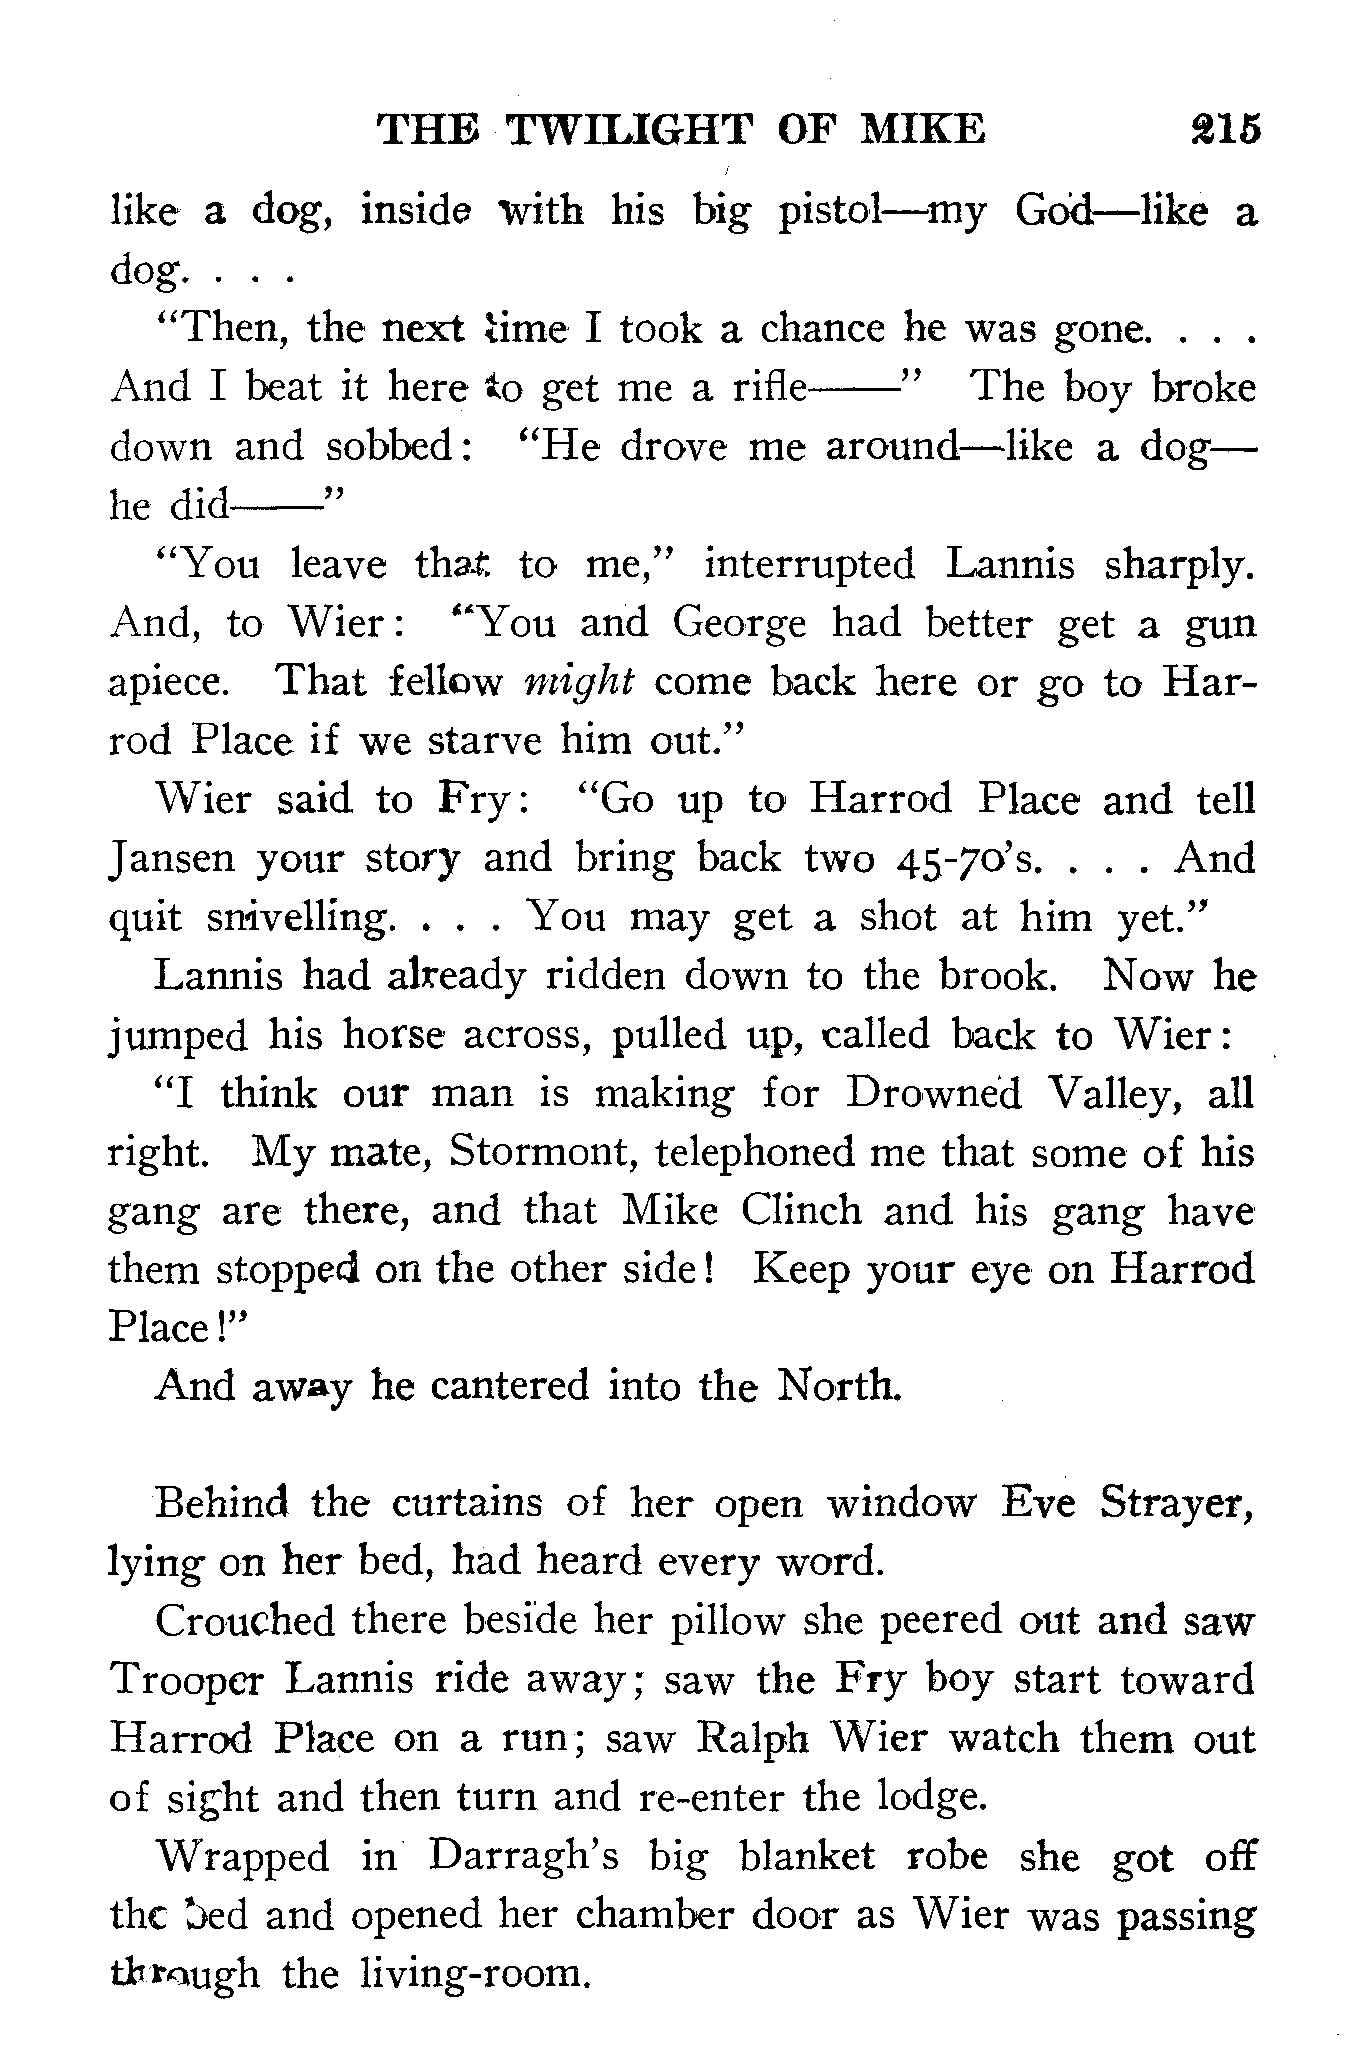 THE TWILIGHT OF MIKE 215
like a dog, inside with his big pistol—my God—like a
dog. . . .
“Then, the next time I took a chance he was gone. . . .
And I beat it here to get me a rifle——” The boy broke
down and sobbed: “He drove me around—like a dog—
he did——”
“You leave that to me,” interrupted Lannis sharply.
And, to Wier: “You and George had better get a gun
apiece. That fellow might come back here or go to Har-
rod Place if we starve him out.”
Wier said to Fry: “Go up to Harrod Place and tell
Jansen your story and bring back two 45-70’s. . . . And
quit snivelling. . . . You may get a shot at him yet.”
Lannis had already ridden down to the brook. Now he
jumped his horse across, pulled up, called back to Wier:
“I think our man is making for Drowned Valley, all
right. My mate, Stormont, telephoned me that some of his
gang are there, and that Mike Clinch and his gang have
them stopped on the other side! Keep your eye on Harrod
Place!”
And away he cantered into the North.
Behind the curtains of her open window Eve Strayer,
lying on her bed, had heard every word.
Crouched there beside her pillow she peered out and saw
Trooper Lannis ride away; saw the Fry boy start toward
Harrod Place on a run; saw Ralph Wier watch them out
of sight and then turn and re-enter the lodge.
Wrapped in Darragh’s big blanket robe she got off
the bed and opened her chamber door as Wier was passing
through the living-room.